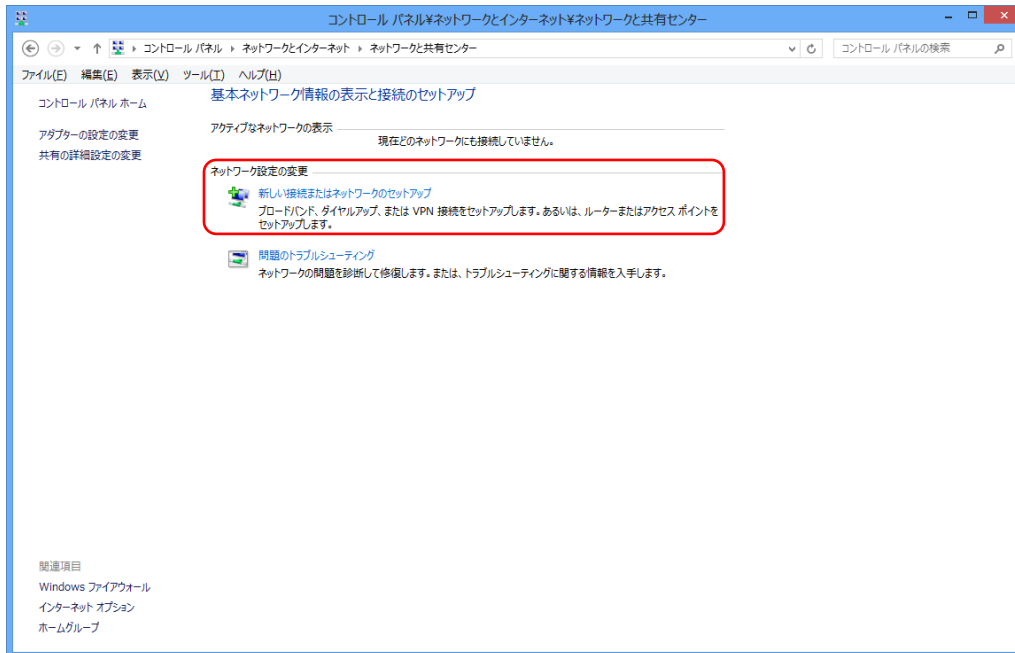 コントロール パネル¥ネットワークとインターネット¥ネットワークと共有センター
コントロール パネル ネットワークとインターネット ネットワークと共有センター
コントロール パネルの検索
ファイル(F) 編集(E) 表示(V) ツール(T) ヘルプ(H)
コントロール パネル ホーム
アダプターの設定の変更
共有の詳細設定の変更
基本ネットワーク情報の表示と接続のセットアップ
アクティブなネットワークの表示
現在どのネットワークにも接続していません。
ネットワーク設定の変更
新しい接続またはネットワークのセットアップ
ブロードバンド、ダイヤルアップ、または VPN 接続をセットアップします。あるいは、ルーターまたはアクセス ポイントを
セットアップします。
問題のトラブルシューティング
ネットワークの問題を診断して修復します。または、トラブルシューティングに関する情報を入手します。
関連項目
Windows ファイアウォール
インターネット オプション
ホームグループ